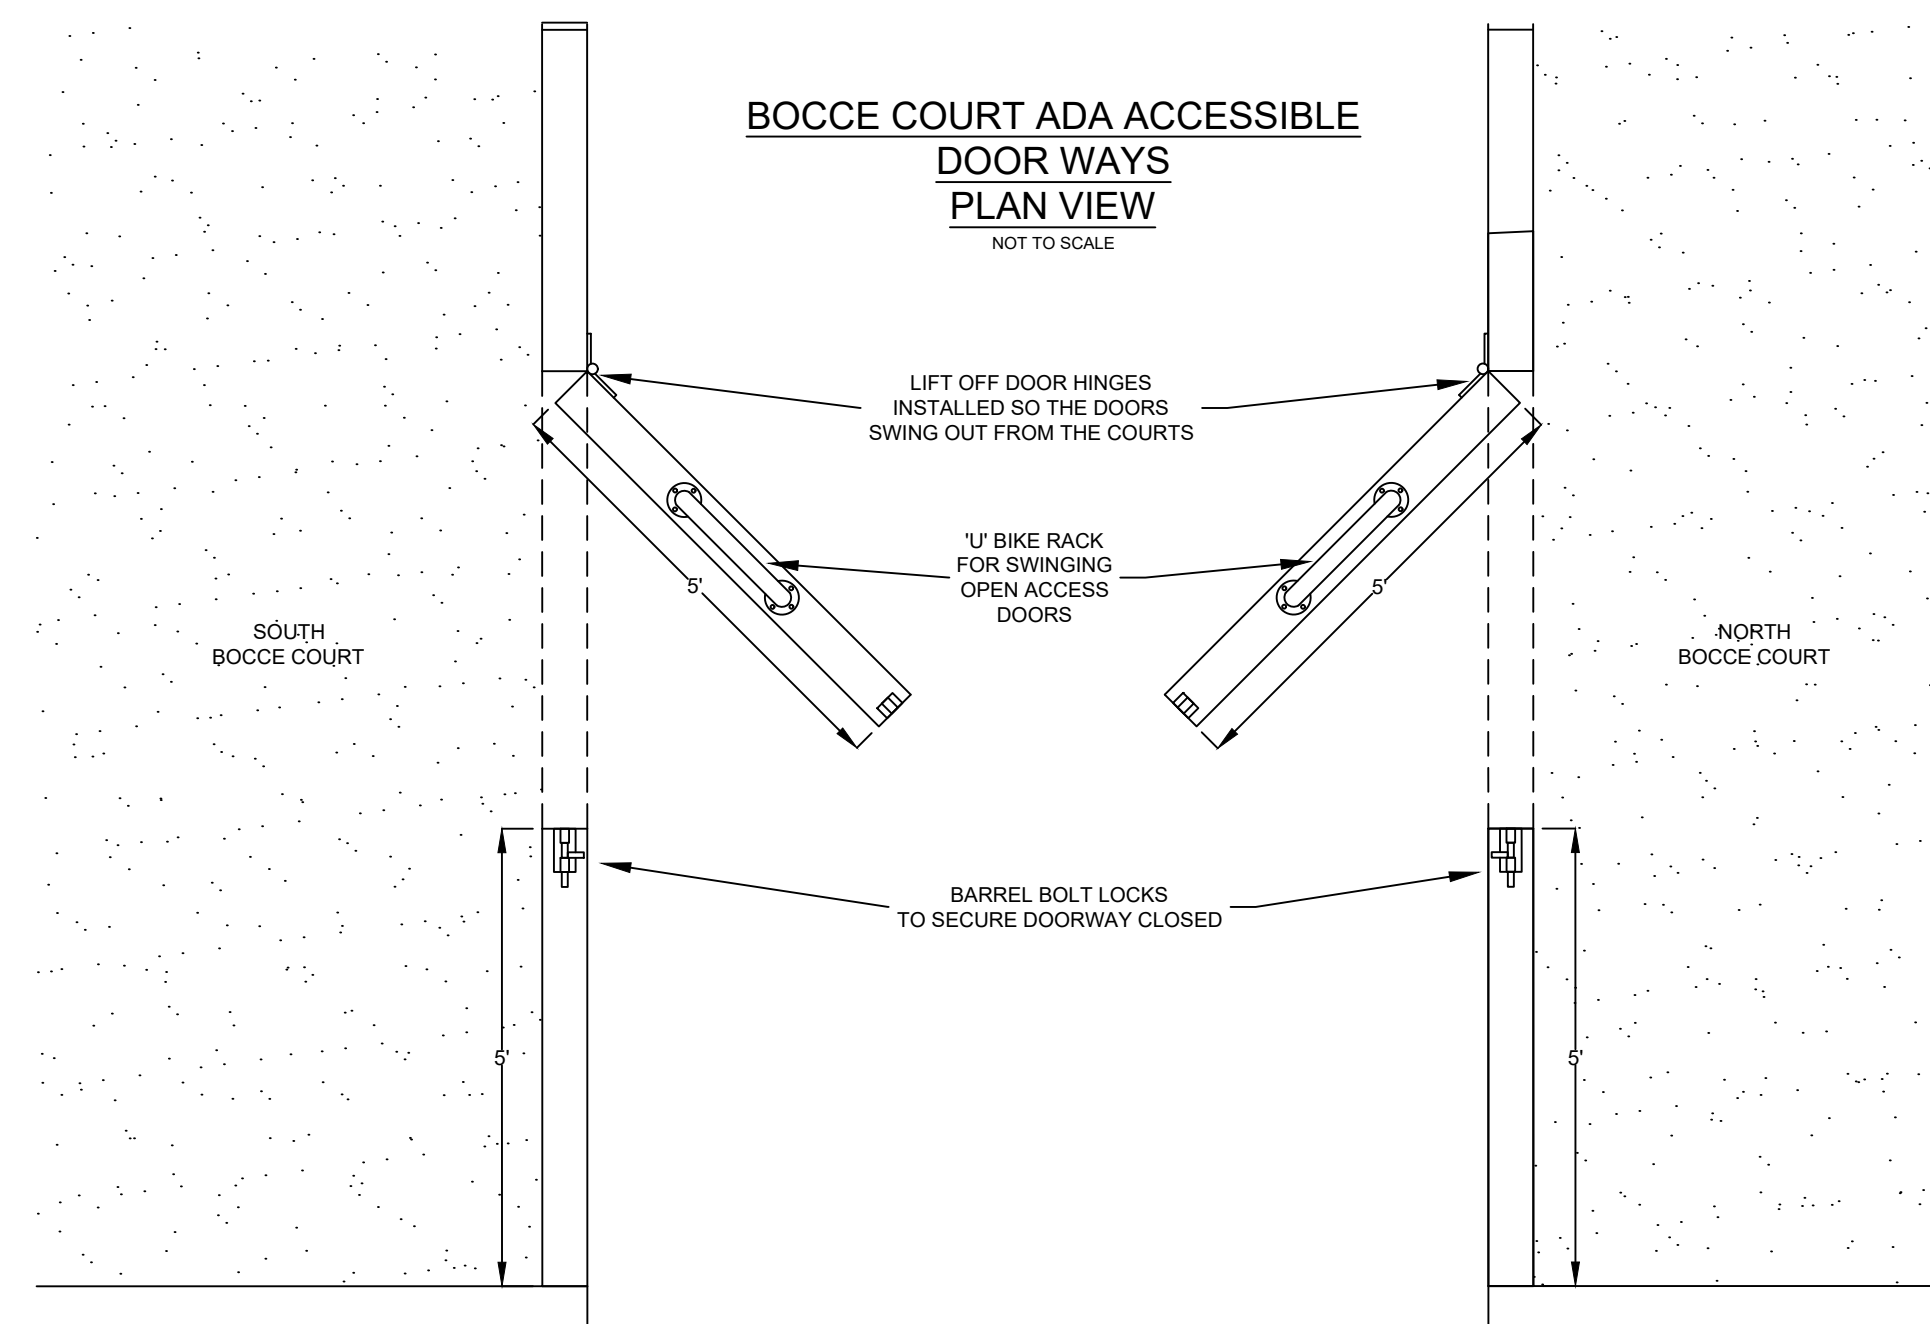 BOCCE COURT ADA ACCESSIBLE
DOOR WAYS
PLAN VIEW
NOT TO SCALE
LIFT OFF DOOR HINGES
INSTALLED SO THE DOORS
SWING OUT FROM THE COURTS
'U' BIKE RACK
FOR SWINGING
OPEN ACCESS
DOORS
5'
5'
SOUTH
BOCCE COURT
NORTH
BOCCE COURT
BARREL BOLT LOCKS
TO SECURE DOORWAY CLOSED
5'
5'